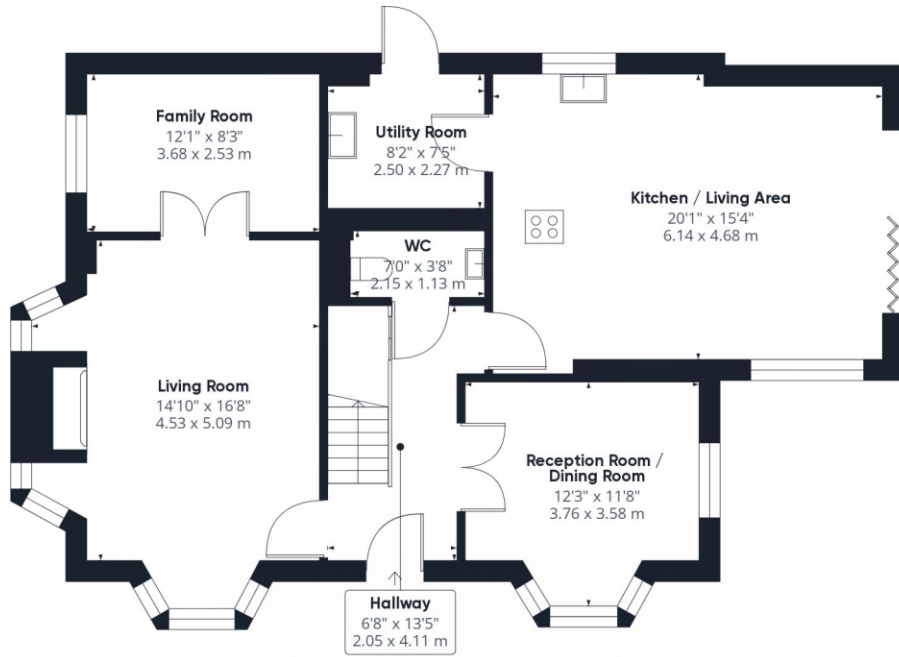 Family Room
12'1" x 8'3"
3.68 x 2.53 m
Utility Room
8'2" x 7'5"
2.50 x 2.27 m
Kitchen / Living Area
20'1" x 15'4"
6.14 x 4.68 m
WC
7'0" x 3'8"
2.15 x 1.13 m
Living Room
14'10" x 16'8"
4.53 x 5.09 m
Reception Room /
Dining Room
12'3" x 11'8"
3.76 x 3.58 m
Hallway
6'8" x 13'5"
2.05 x 4.11 m